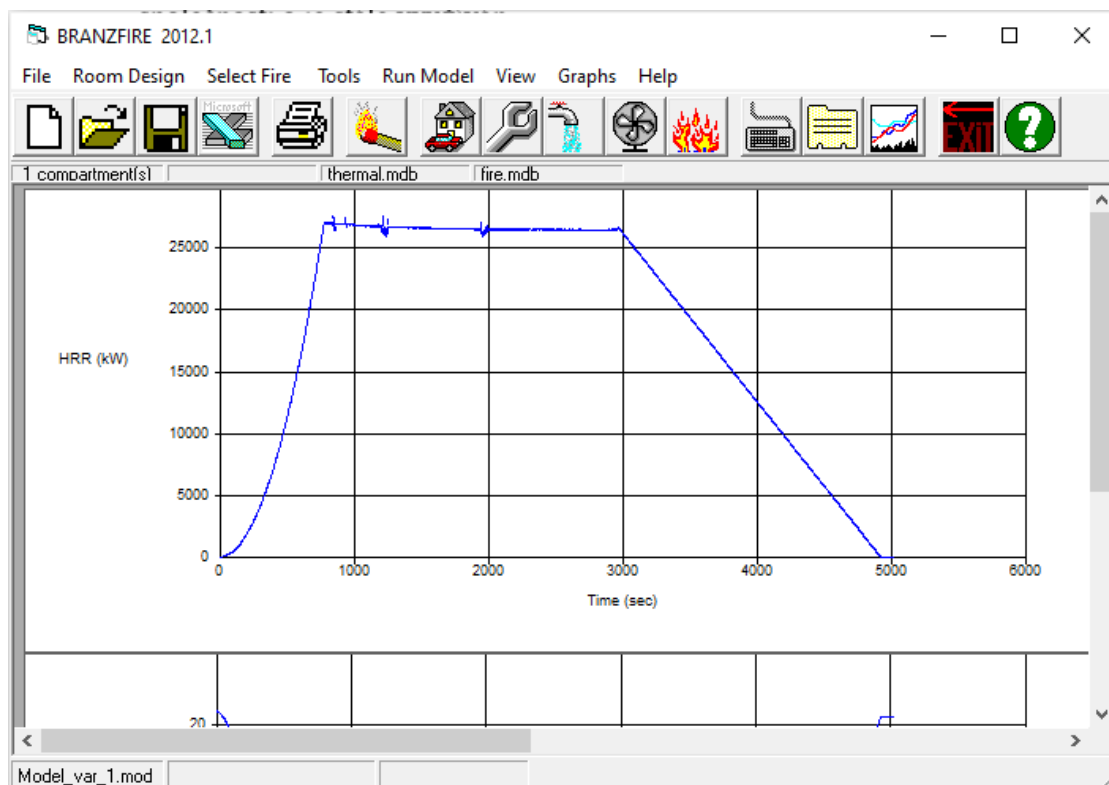 BRANZFIRE 2012.1
File Room Design Select Fire Tools Run Model View Graphs Help
Microsoft
EXIT
1 compartment(s) thermal.mdb fire.mdb
25000
20000
HRR (kW)
15000
10000
5000
0
0 1000 2000 3000 4000 5000 6000
Time (sec)
20
Model_var_1.mod